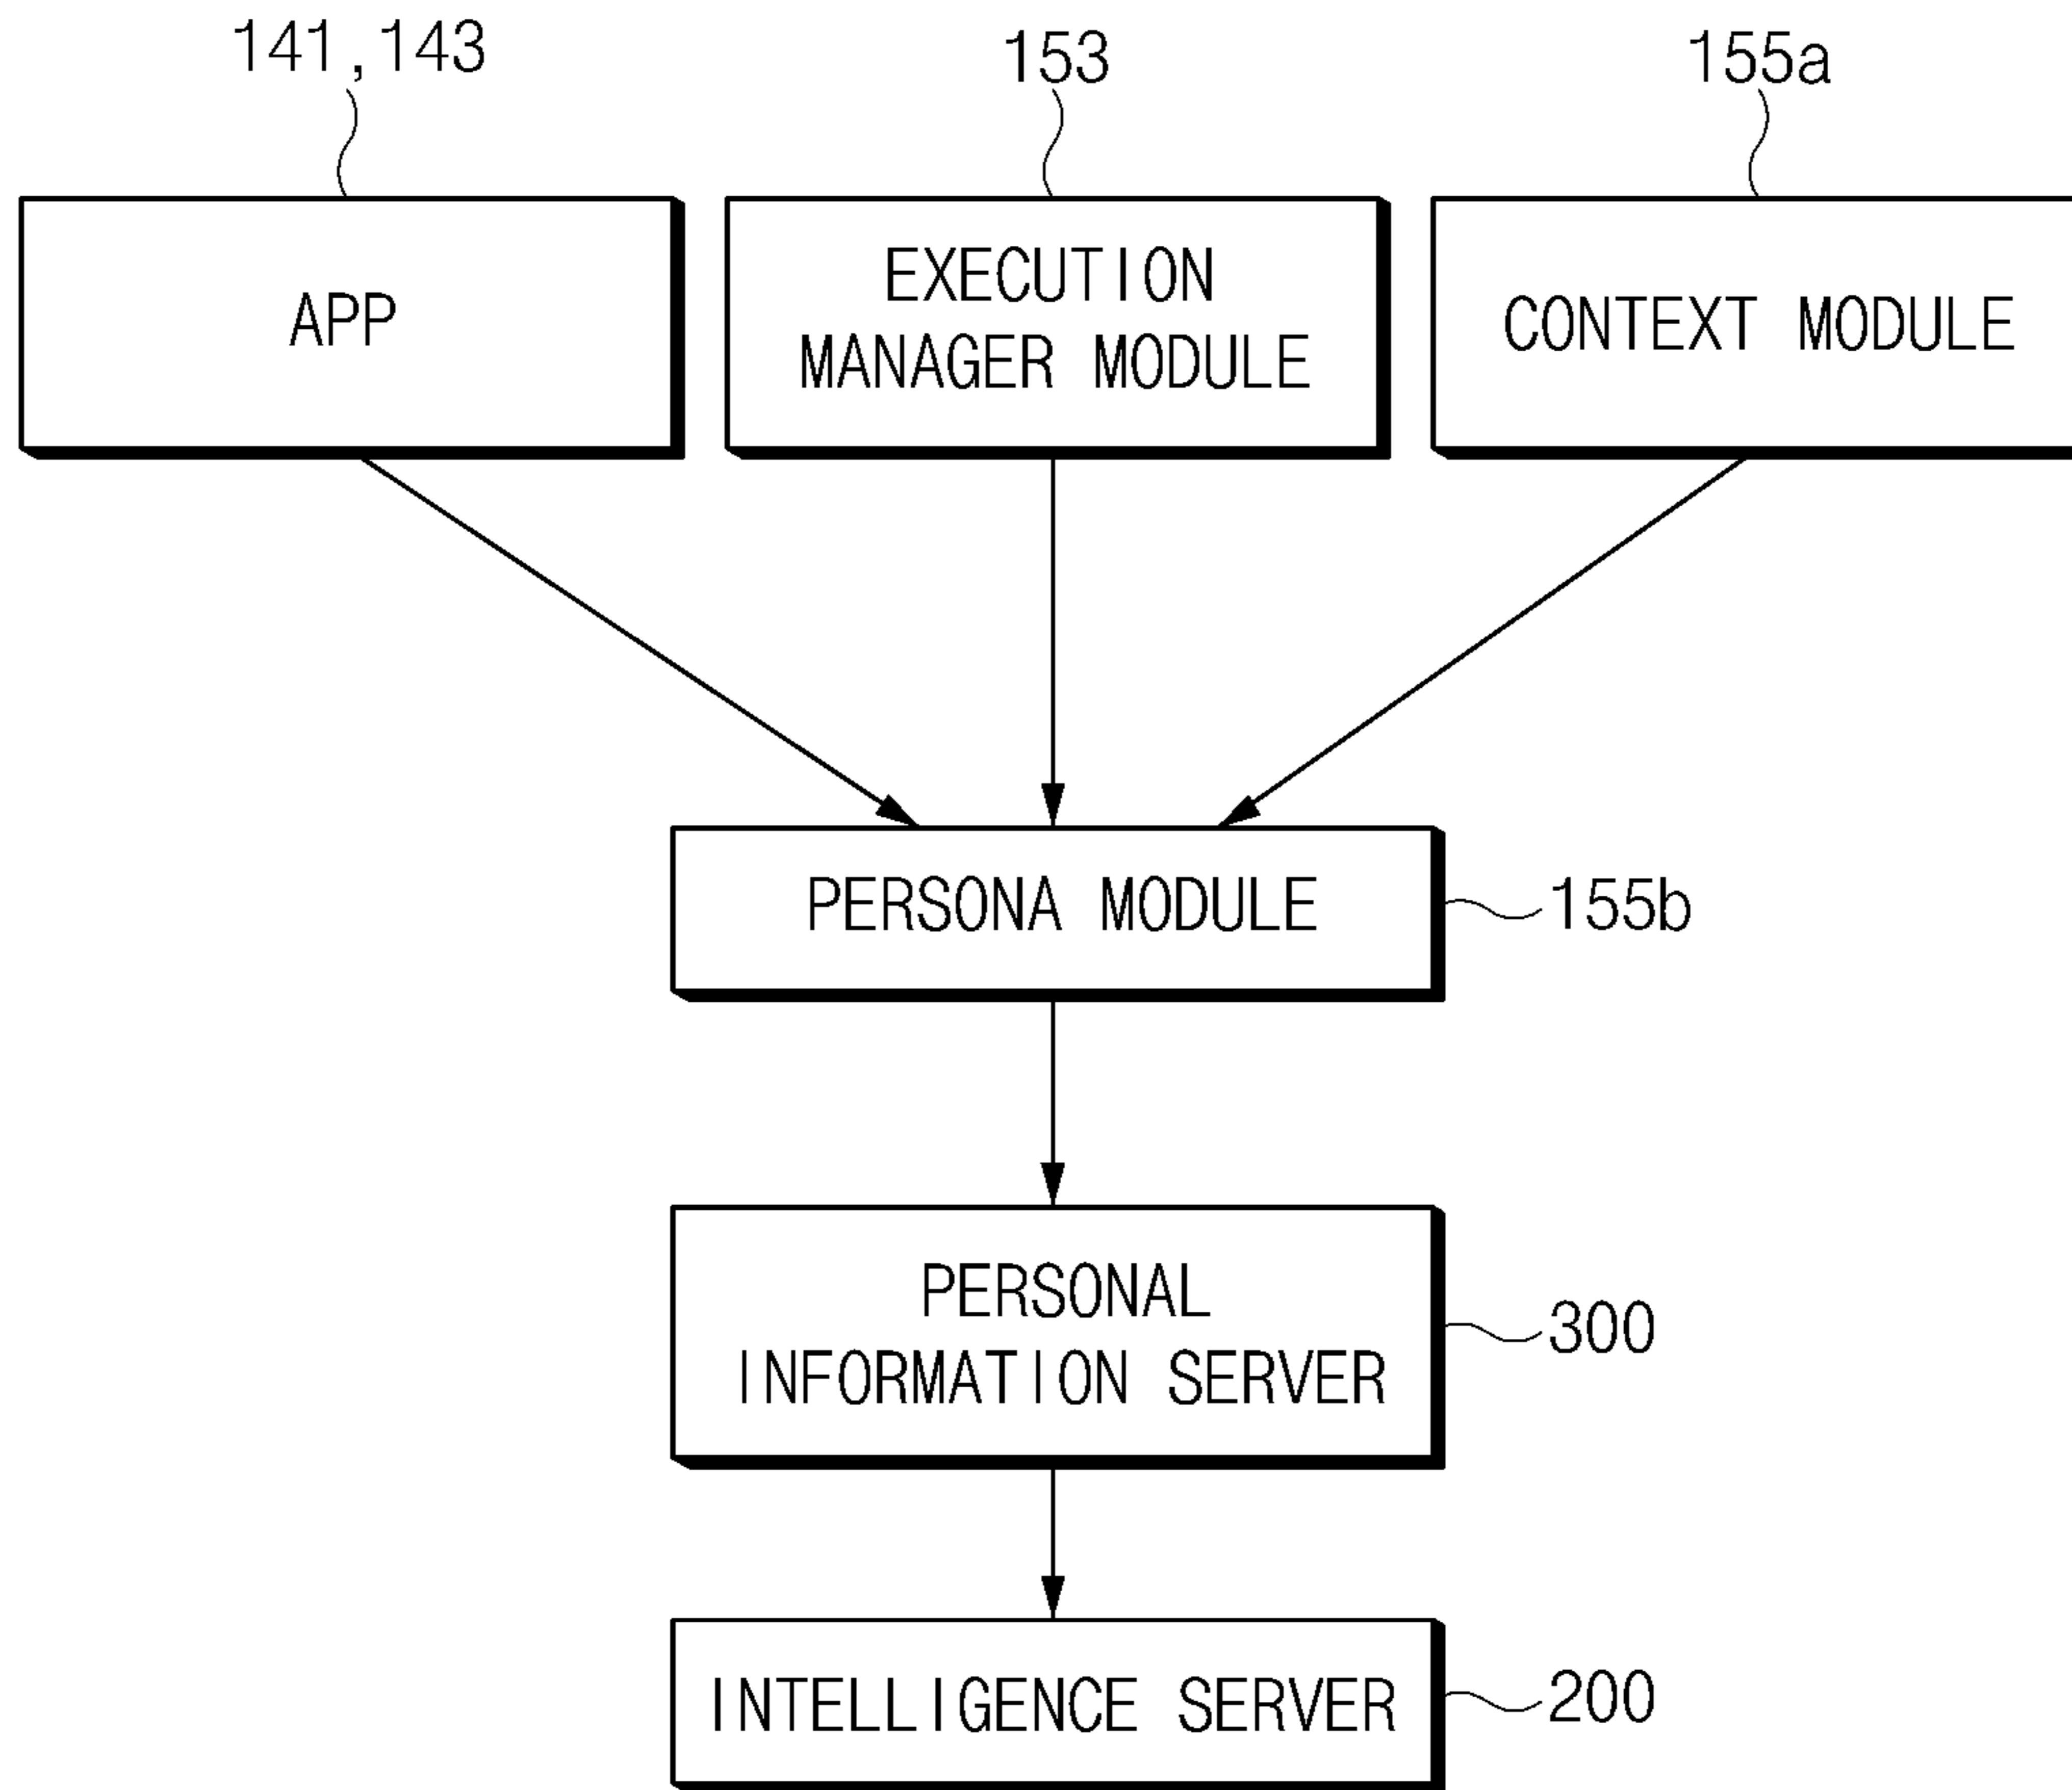 141,143
153
155a
APP
EXECUTION
MANAGER MODULE
CONTEXT MODULE
PERSONA MODULE
155b
PERSONAL
INFORMATION SERVER
300
INTELLIGENCE SERVER
200